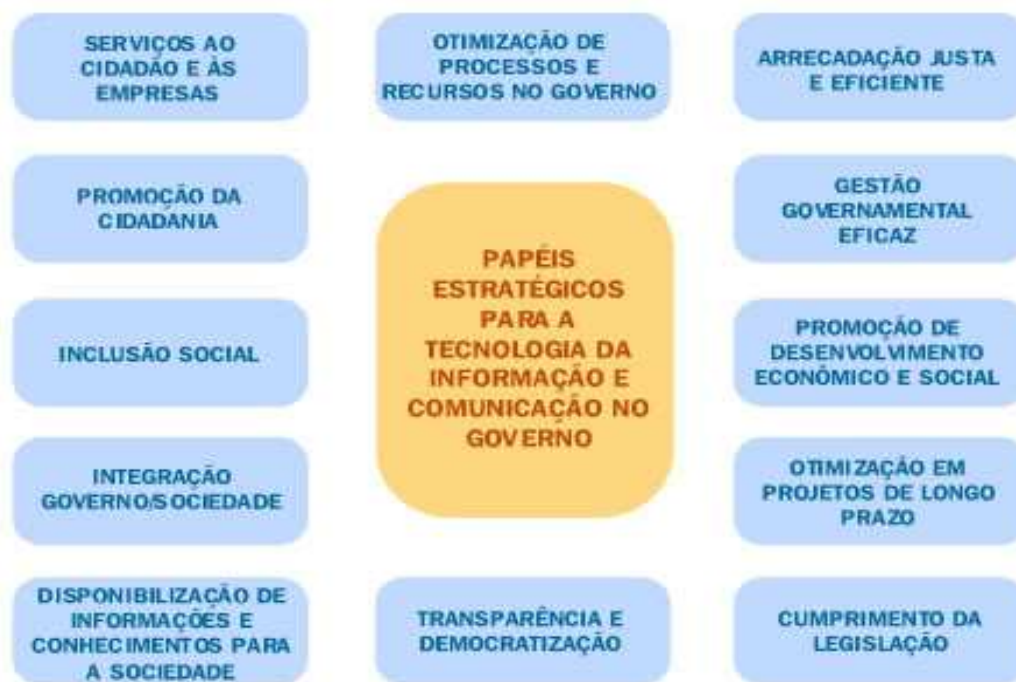 SERVIÇOS AO
CIDADÃO E ÀS
EMPRESAS
OTIMIZAÇÃO DE
PROCESSOS E
RECURSOS NO GOVERNO
ARRECADAÇÃO JUSTA
E EFICIENTE
PROMOÇÃO DA
CIDADANIA
GESTÃO
GOVERNAMENTAL
EFICAZ
PAPÉIS
ESTRATÉGICOS
PARA A
TECNOLOGIA DA
INFORMAÇÃO E
COMUNICAÇÃO NO
GOVERNO
INCLUSÃO SOCIAL
PROMOÇÃO DE
DESENVOLVIMENTO
ECONÔMICO E SOCIAL
INTEGRAÇÃO
GOVERNO/SOCIEDADE
OTIMIZAÇÃO EM
PROJETOS DE LONGO
PRAZO
DISPONIBILIZAÇÃO DE
INFORMAÇÕES E
CONHECIMENTOS PARA
A SOCIEDADE
TRANSPARÊNCIA E
DEMOCRATIZAÇÃO
CUMPRIMENTO DA
LEGISLAÇÃO